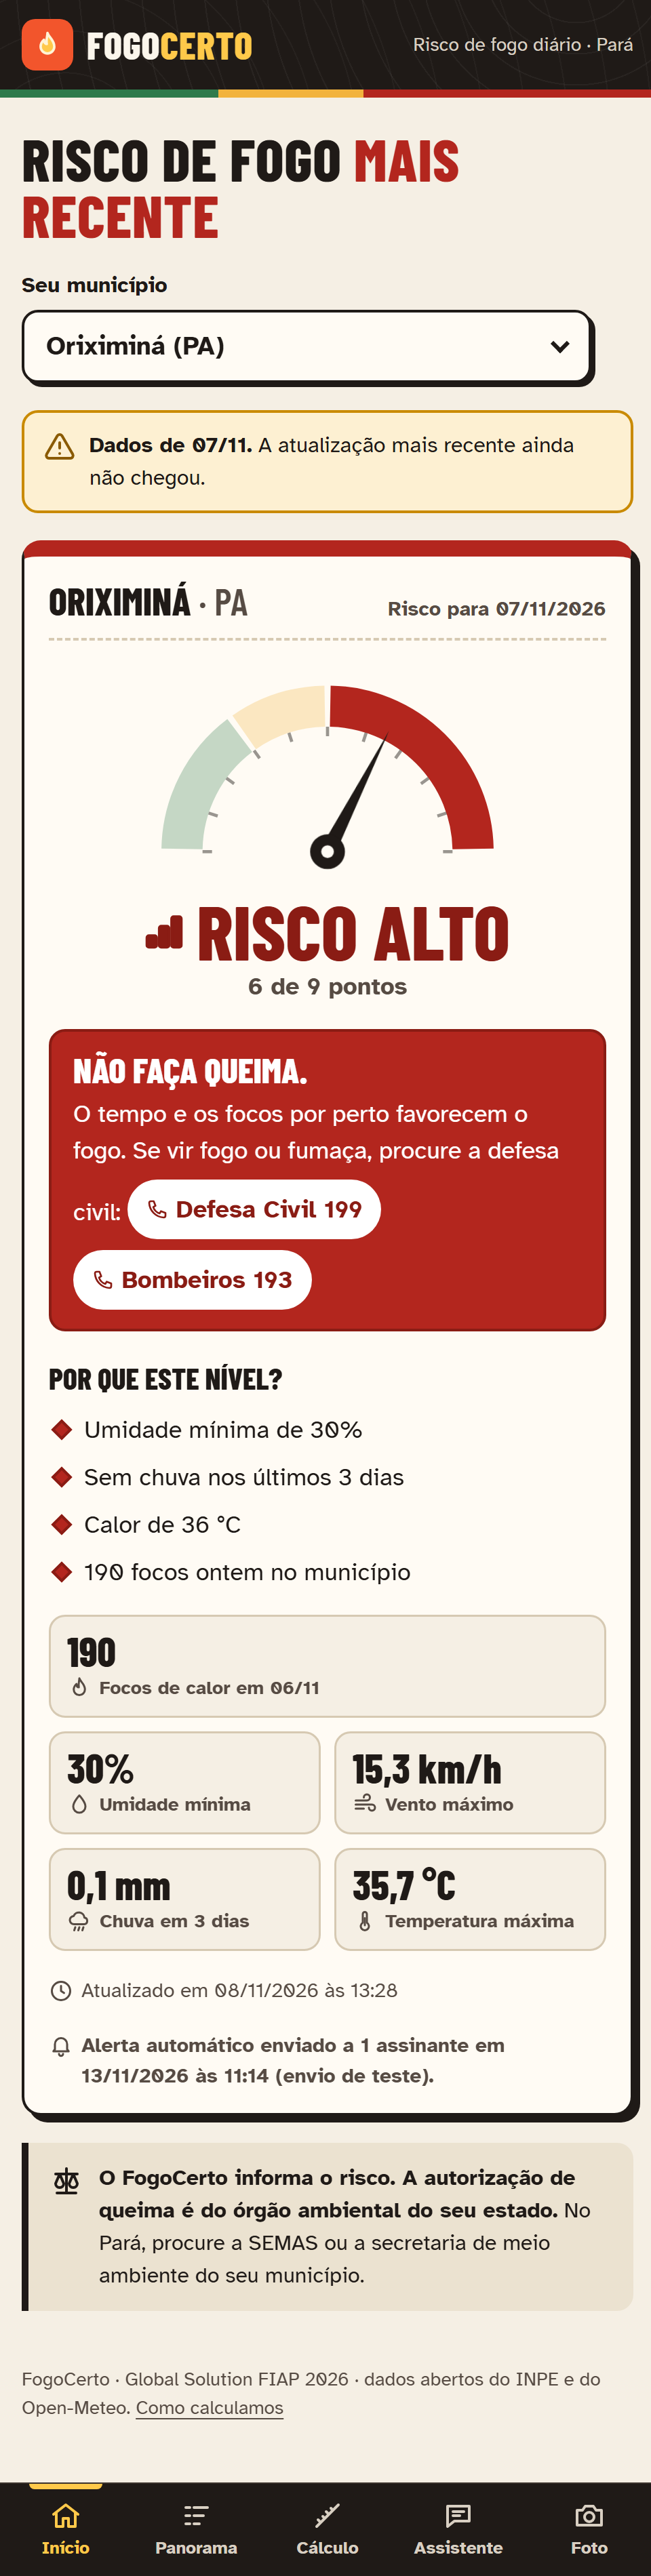 FOGOCERTO
Risco de fogo diário · Pará
RISCO DE FOGO MAIS
RECENTE
Seu município
Oriximiná (PA)
Dados de 07/11. A atualização mais recente ainda
não chegou.
ORIXIMINÁ · PA
Risco para 07/11/2026
RISCO ALTO
6 de 9 pontos
NÃO FAÇA QUEIMA.
O tempo e os focos por perto favorecem o
fogo. Se vir fogo ou fumaça, procure a defesa
civil: Defesa Civil 199
Bombeiros 193
POR QUE ESTE NÍVEL?
Umidade mínima de 30%
Sem chuva nos últimos 3 dias
Calor de 36 °C
190 focos ontem no município
190
Focos de calor em 06/11
30%
Umidade mínima
15,3 km/h
Vento máximo
0,1 mm
Chuva em 3 dias
35,7 °C
Temperatura máxima
Atualizado em 08/11/2026 às 13:28
Alerta automático enviado a 1 assinante em
13/11/2026 às 11:14 (envio de teste).
O FogoCerto informa o risco. A autorização de
queima é do órgão ambiental do seu estado. No
Pará, procure a SEMAS ou a secretaria de meio
ambiente do seu município.
FogoCerto · Global Solution FIAP 2026 · dados abertos do INPE e do
Open-Meteo. Como calculamos
Início
Panorama
Cálculo
Assistente
Foto